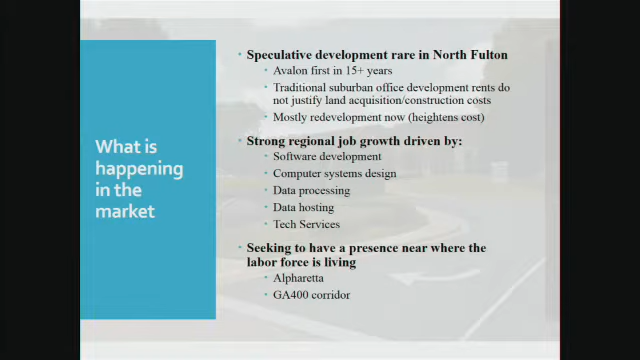 What is
happening
in the
market
Speculative development rare in North Fulton
Avalon first in 15+ years
Traditional suburban office development rents do
not justify land acquisition/construction costs
Mostly redevelopment now (heightens cost)
Strong regional job growth driven by:
Software development
Computer systems design
Data processing
Data hosting
Tech Services
Seeking to have a presence near where the
labor force is living
Alpharetta
GA400 corridor